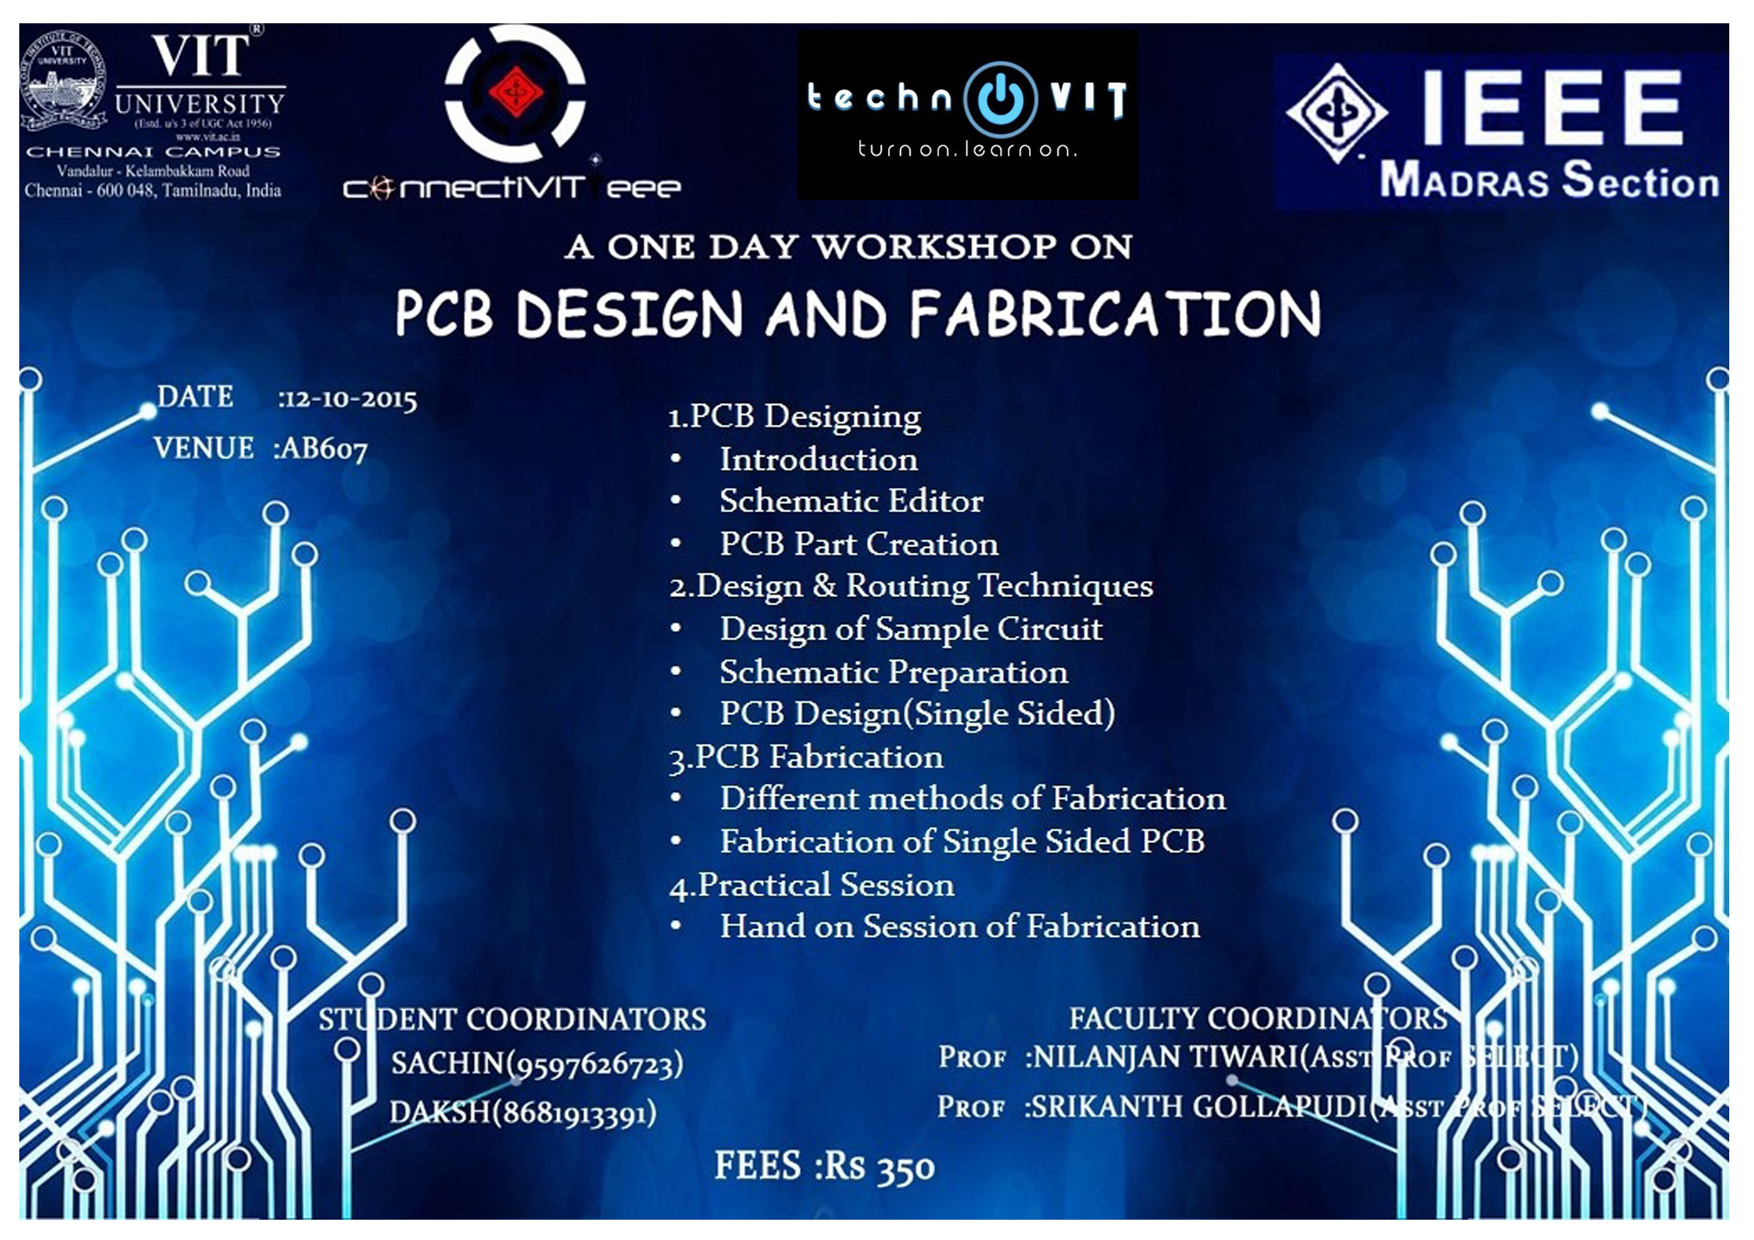 VIT®
UNIVERSITY
(Estd. u/s 3 of UGC Act 1956)
www.vit.ac.in
CHENNAI CAMPUS
Vandalur - Kelambakkam Road
Chennai - 600 048, Tamilnadu, India
VIT
UNIVERSITY
connectiVIT ieee
techn VIT
turn on. learn on.
IEEE
MADRAS Section
A ONE DAY WORKSHOP ON
PCB DESIGN AND FABRICATION
DATE :12-10-2015
VENUE :AB607
1.PCB Designing
• Introduction
• Schematic Editor
• PCB Part Creation
2.Design & Routing Techniques
• Design of Sample Circuit
• Schematic Preparation
• PCB Design(Single Sided)
3.PCB Fabrication
• Different methods of Fabrication
• Fabrication of Single Sided PCB
4.Practical Session
• Hand on Session of Fabrication
STUDENT COORDINATORS
SACHIN(9597626723)
DAKSH(8681913391)
FACULTY COORDINATORS
PROF :NILANJAN TIWARI(ASST PROF SELECT)
PROF :SRIKANTH GOLLAPUDI(ASST PROF SELECT)
FEES :Rs 350